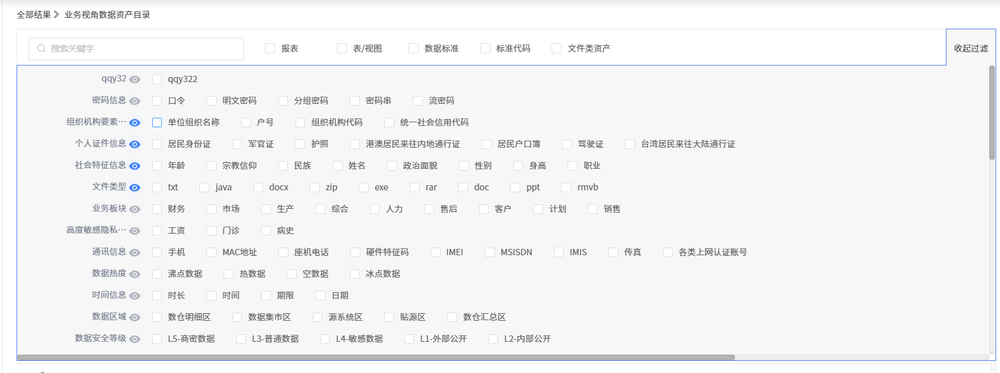 全部结果 业务视角数据资产目录
搜索关键字 报表 表/视图 数据标准 标准代码 文件类资产 收起过滤
qqy32 qqy322
密码信息 口令 明文密码 分组密码 密码串 流密码
组织机构要素… 单位组织名称 户号 组织机构代码 统一社会信用代码
个人证件信息 居民身份证 军官证 护照 港澳居民来往内地通行证 居民户口簿 驾驶证 台湾居民来往大陆通行证
社会特征信息 年龄 宗教信仰 民族 姓名 政治面貌 性别 身高 职业
文件类型 txt java docx zip exe rar doc ppt rmvb
业务板块 财务 市场 生产 综合 人力 售后 客户 计划 销售
高度敏感隐私… 工资 门诊 病史
通讯信息 手机 MAC地址 座机电话 硬件特征码 IMEI MSISDN IMIS 传真 各类上网认证账号
数据热度 沸点数据 热数据 空数据 冰点数据
时间信息 时长 时间 期限 日期
数据区域 数仓明细区 数据集市区 源系统区 贴源区 数仓汇总区
数据安全等级 L5-商密数据 L3-普通数据 L4-敏感数据 L1-外部公开 L2-内部公开